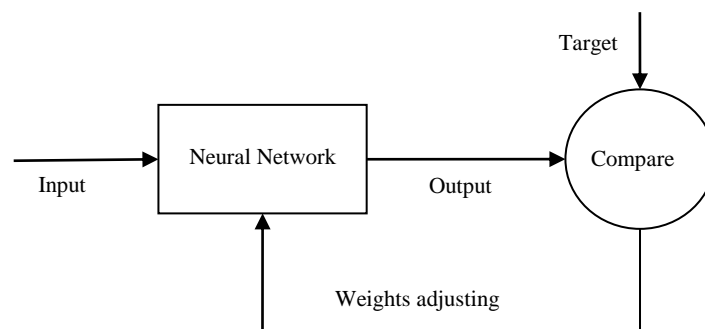 Target
Neural Network
Compare
Input
Output
Weights adjusting